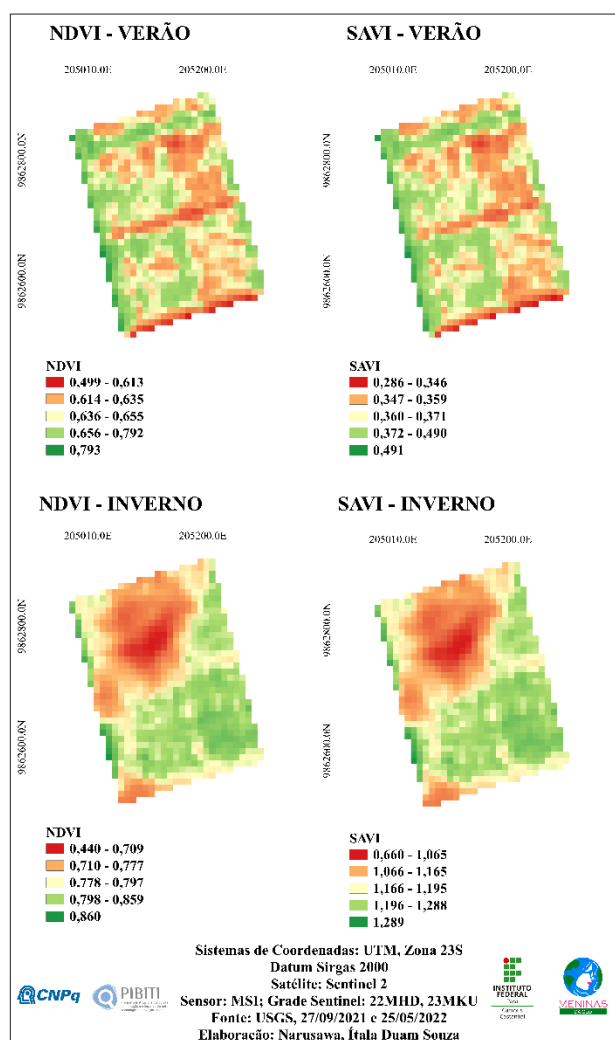 NDVI - VERÃO
205010.0E 205200.0E
9862800.0N
9862600.0N
NDVI
0,499 - 0,613
0,614 - 0,635
0,636 - 0,655
0,656 - 0,792
0,793
SAVI - VERÃO
205010.0E 205200.0E
9862800.0N
9862600.0N
SAVI
0,286 - 0,346
0,347 - 0,359
0,360 - 0,371
0,372 - 0,490
0,491
NDVI - INVERNO
205010.0E 205200.0E
9862800.0N
9862600.0N
NDVI
0,440 - 0,709
0,710 - 0,777
0,778 - 0,797
0,798 - 0,859
0,860
SAVI - INVERNO
205010.0E 205200.0E
9862800.0N
9862600.0N
SAVI
0,660 - 1,065
1,066 - 1,165
1,166 - 1,195
1,196 - 1,288
1,289
Sistemas de Coordenadas: UTM, Zona 23S
Datum Sirgas 2000
Satélite: Sentinel 2
Sensor: MSI; Grade Sentinel: 22MHD, 23MKU
Fonte: USGS, 27/09/2021 e 25/05/2022
Elaboração: Narusawa, Ítala Duam Souza
CNPq
PIBITI
INSTITUTO
FEDERAL
Pará
Campus
Castanhal
MENINAS